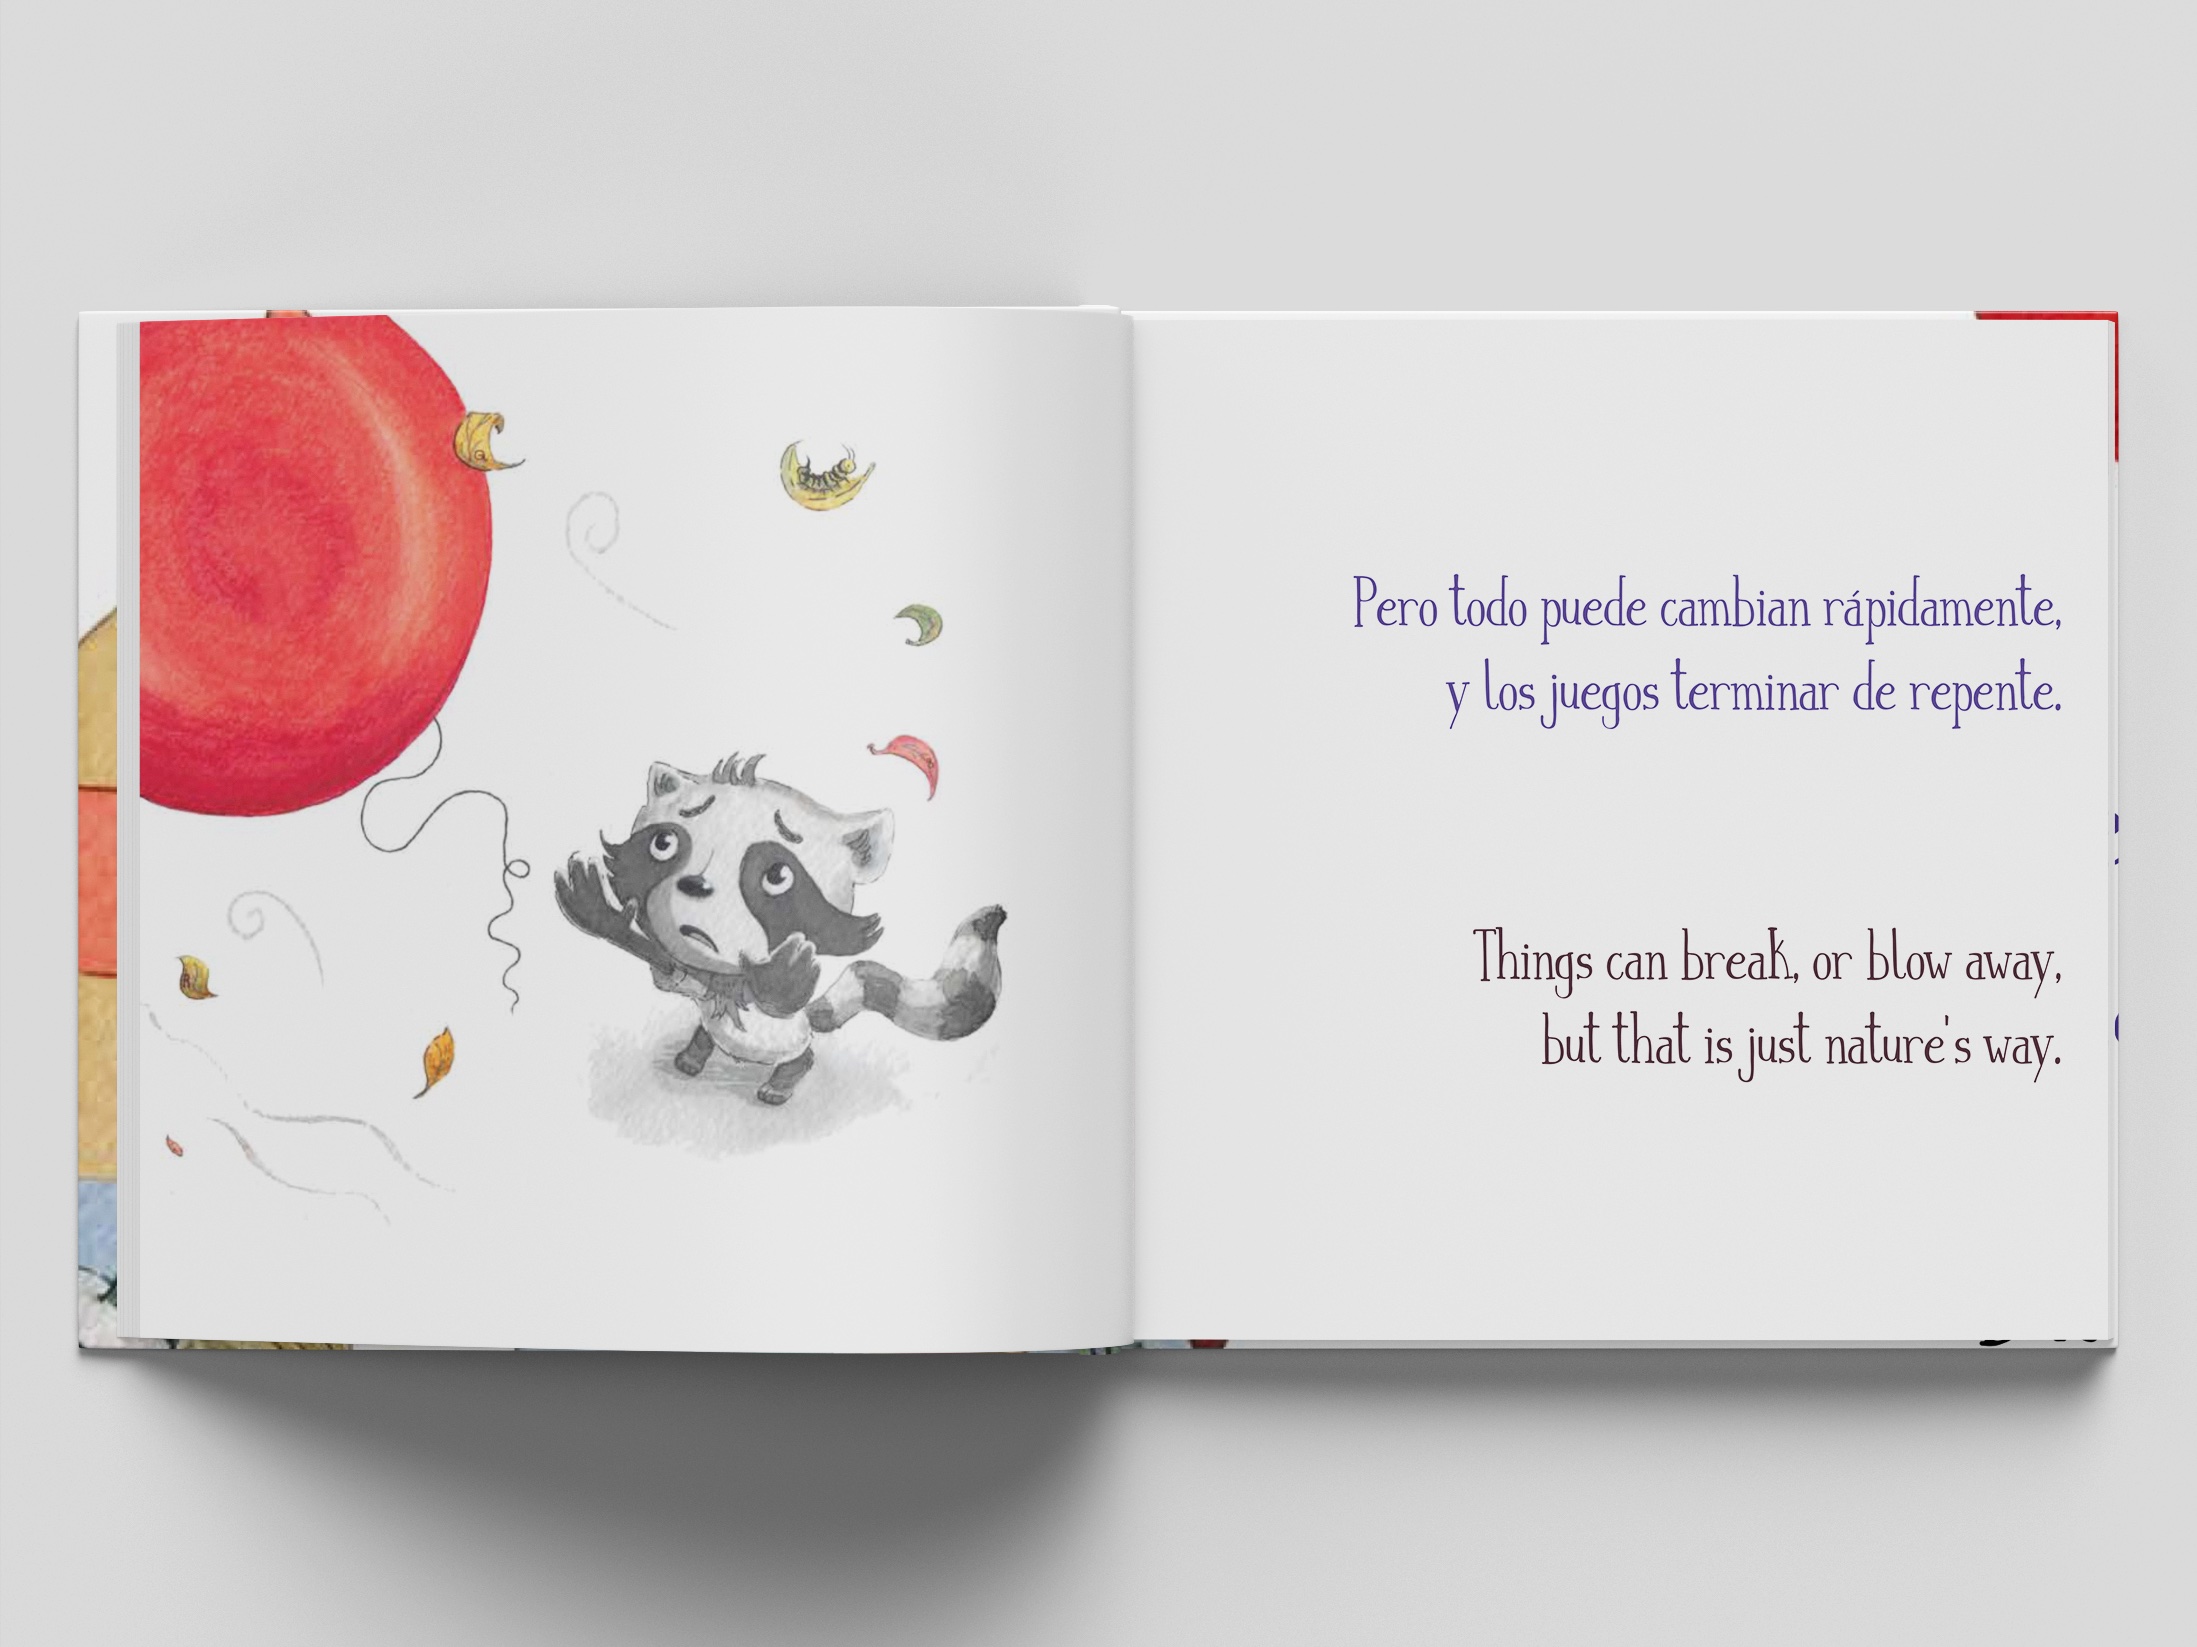 Pero todo puede cambian rápidamente,
y los juegos terminar de repente.
Things can break, or blow away,
but that is just nature's way.